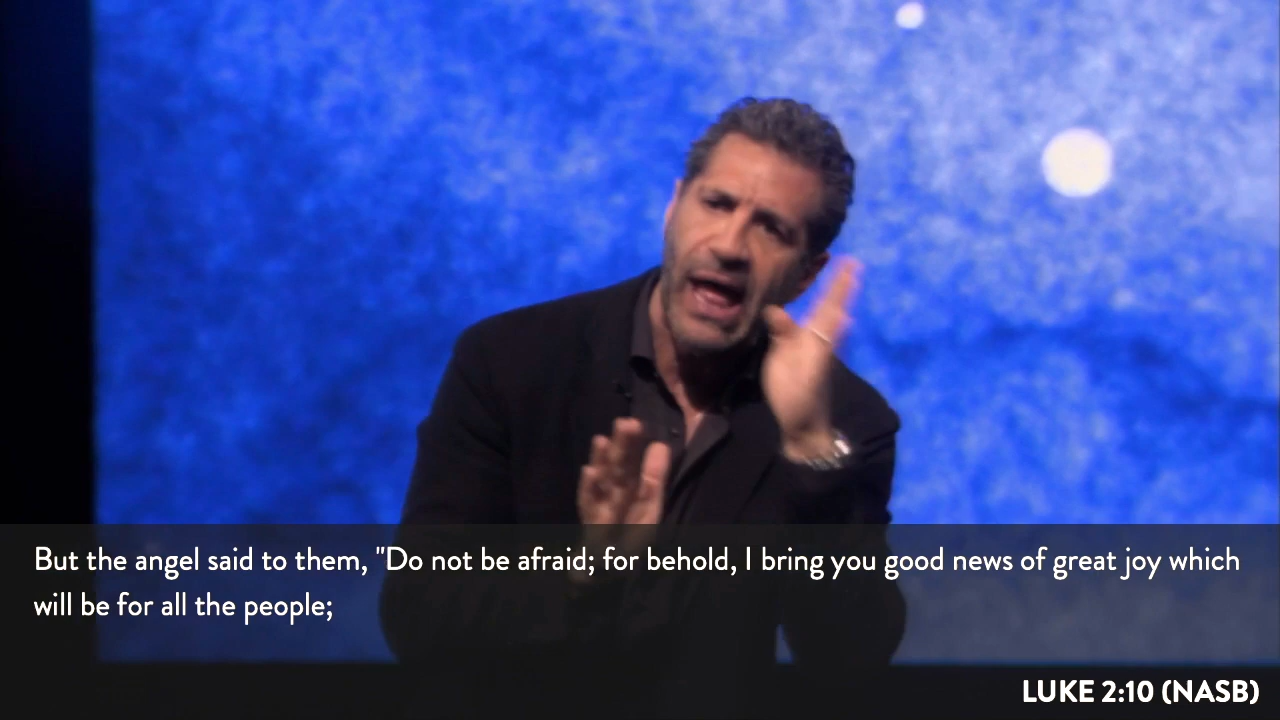 But the angel said to them, "Do not be afraid; for behold, I bring you good news of great joy which
will be for all the people;
LUKE 2:10 (NASB)